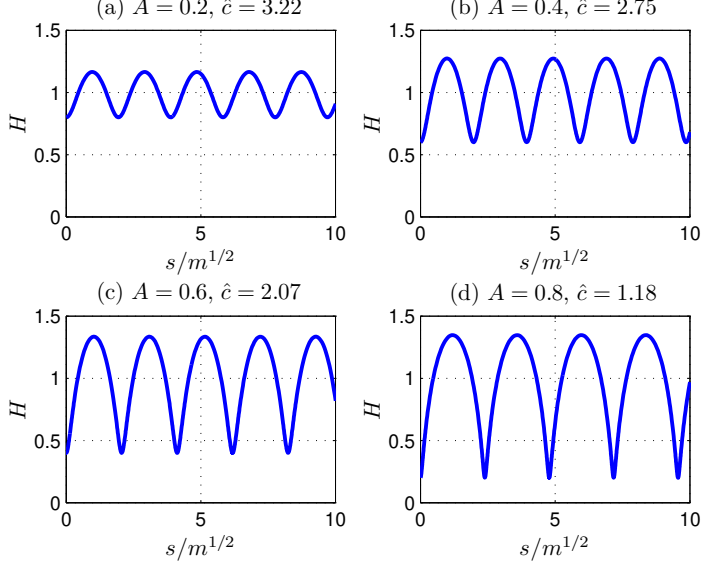 (a) A = 0.2, ĉ = 3.22
(b) A = 0.4, ĉ = 2.75
1.5
1
0.5
0
H
0
5
10
s/m^{1/2}
1.5
1
0.5
0
H
0
5
10
s/m^{1/2}
(c) A = 0.6, ĉ = 2.07
(d) A = 0.8, ĉ = 1.18
1.5
1
0.5
0
H
0
5
10
s/m^{1/2}
1.5
1
0.5
0
H
0
5
10
s/m^{1/2}